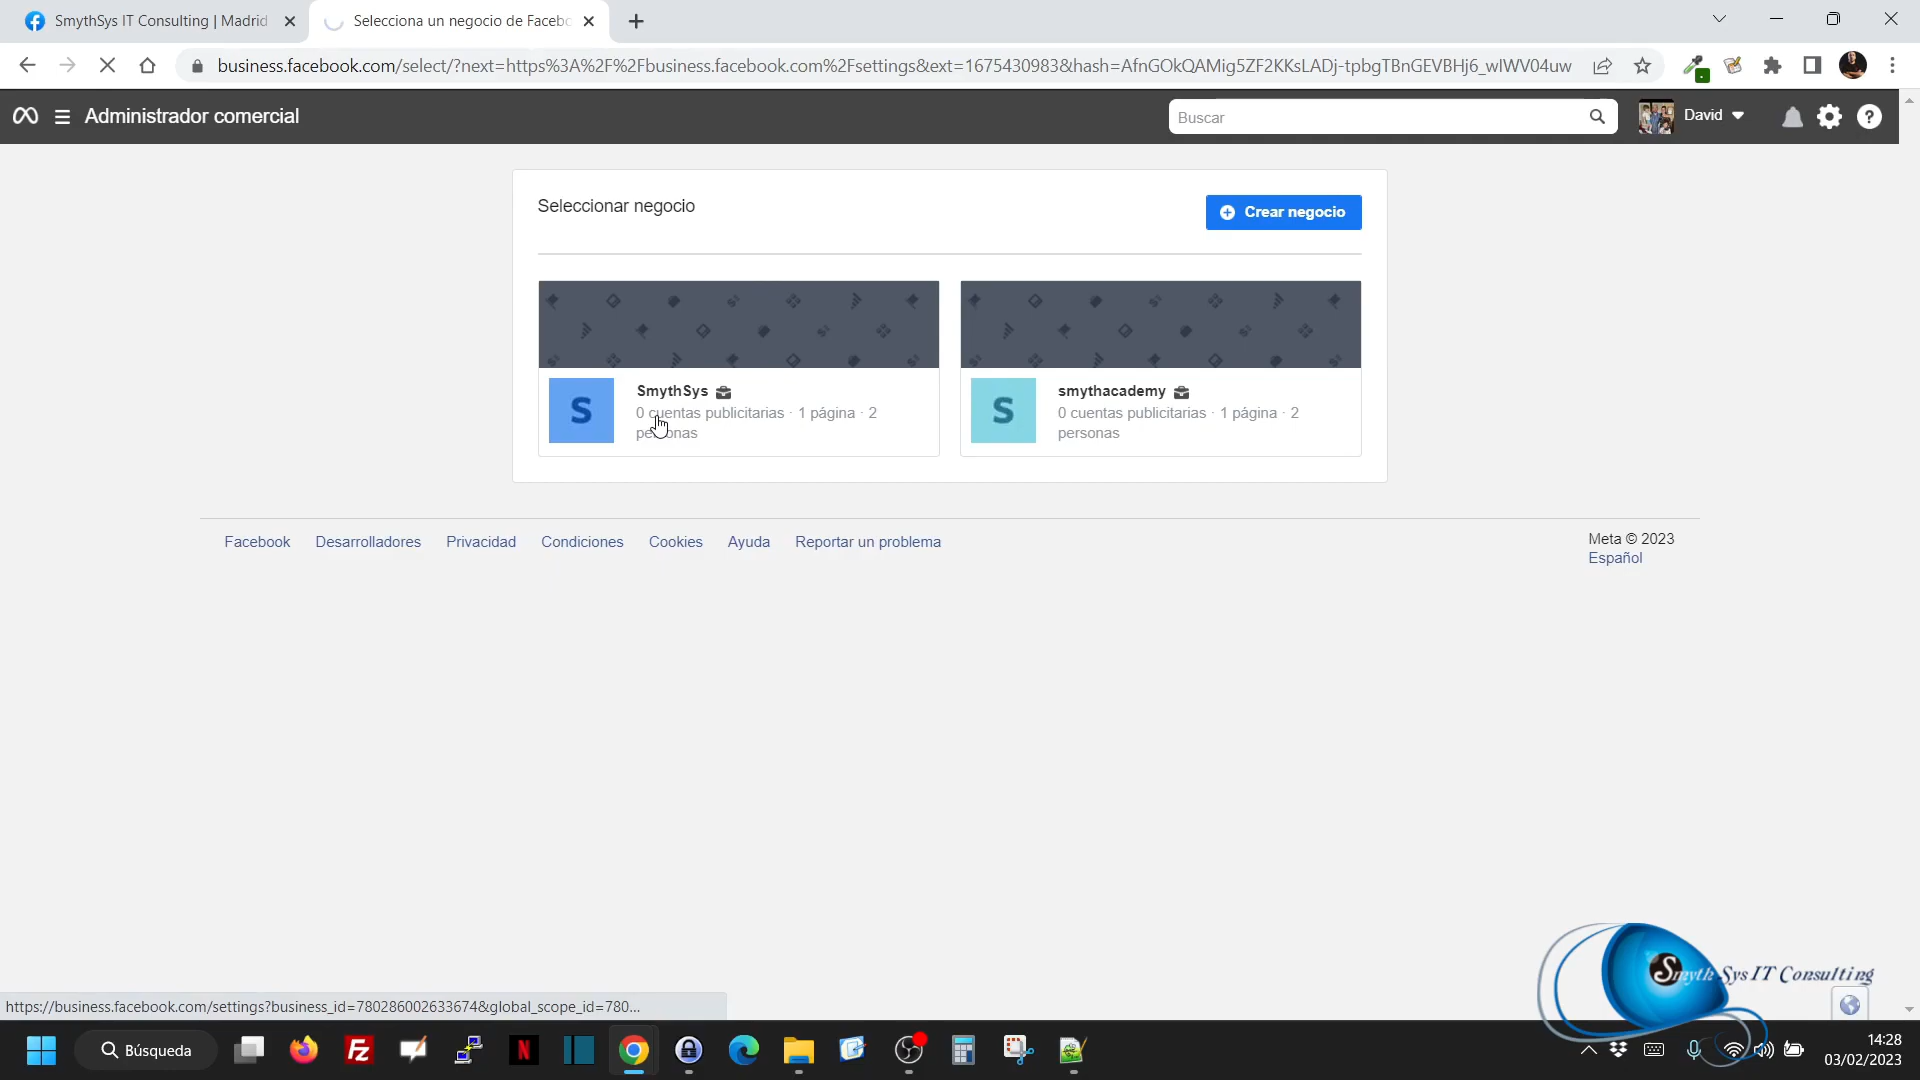 SmythSys IT Consulting | Madrid
Selecciona un negocio de Facebo
business.facebook.com/select/?next=https%3A%2F%2Fbusiness.facebook.com%2Fsettings&ext=1675430983&hash=AfnGOkQAMig5ZF2KKsLADj-tpbgTBnGEVBHj6_wIWV04uw
Administrador comercial
Buscar
David
Seleccionar negocio
Crear negocio
S
SmythSys
0 cuentas publicitarias · 1 página · 2
personas
S
smythacademy
0 cuentas publicitarias · 1 página · 2
personas
Facebook
Desarrolladores
Privacidad
Condiciones
Cookies
Ayuda
Reportar un problema
Meta © 2023
Español
Smyth Sys IT Consulting
https://business.facebook.com/settings?business_id=780286002633674&global_scope_id=780...
Búsqueda
14:28
03/02/2023